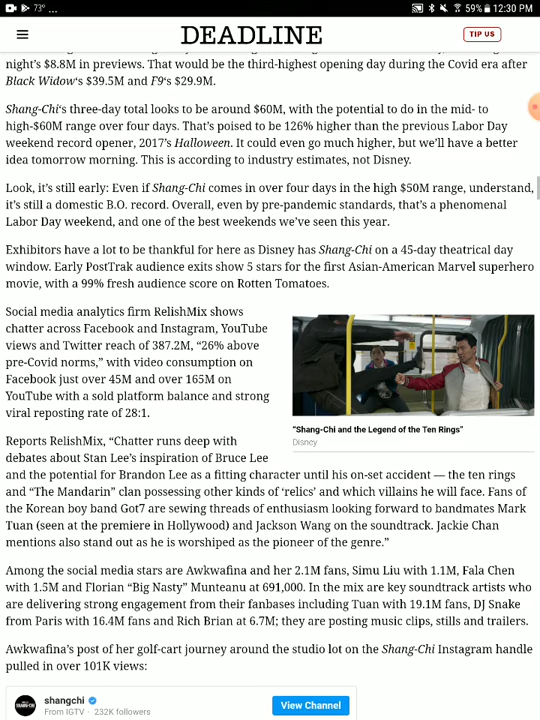 73°
59%
12:30 PM
DEADLINE
TIP US
night's $8.8M in previews. That would be the third-highest opening day during the Covid era after
Black Widow's $39.5M and F9's $29.9M.
Shang-Chi's three-day total looks to be around $60M, with the potential to do in the mid- to
high-$60M range over four days. That's poised to be 126% higher than the previous Labor Day
weekend record opener, 2017's Halloween. It could even go much higher, but we'll have a better
idea tomorrow morning. This is according to industry estimates, not Disney.
Look, it's still early: Even if Shang-Chi comes in over four days in the high $50M range, understand,
it's still a domestic B.O. record. Overall, even by pre-pandemic standards, that's a phenomenal
Labor Day weekend, and one of the best weekends we've seen this year.
Exhibitors have a lot to be thankful for here as Disney has Shang-Chi on a 45-day theatrical day
window. Early PostTrak audience exits show 5 stars for the first Asian-American Marvel superhero
movie, with a 99% fresh audience score on Rotten Tomatoes.
Social media analytics firm RelishMix shows
chatter across Facebook and Instagram, YouTube
views and Twitter reach of 387.2M, “26% above
pre-Covid norms,” with video consumption on
Facebook just over 45M and over 165M on
YouTube with a sold platform balance and strong
viral reposting rate of 28:1.
"Shang-Chi and the Legend of the Ten Rings"
Disney
Reports RelishMix, “Chatter runs deep with
debates about Stan Lee's inspiration of Bruce Lee
and the potential for Brandon Lee as a fitting character until his on-set accident — the ten rings
and “The Mandarin” clan possessing other kinds of ‘relics’ and which villains he will face. Fans of
the Korean boy band Got7 are sewing threads of enthusiasm looking forward to bandmates Mark
Tuan (seen at the premiere in Hollywood) and Jackson Wang on the soundtrack. Jackie Chan
mentions also stand out as he is worshiped as the pioneer of the genre.”
Among the social media stars are Awkwafina and her 2.1M fans, Simu Liu with 1.1M, Fala Chen
with 1.5M and Florian “Big Nasty” Munteanu at 691,000. In the mix are key soundtrack artists who
are delivering strong engagement from their fanbases including Tuan with 19.1M fans, DJ Snake
from Paris with 16.4M fans and Rich Brian at 6.7M; they are posting music clips, stills and trailers.
Awkwafina's post of her golf-cart journey around the studio lot on the Shang-Chi Instagram handle
pulled in over 101K views:
shangchi
From IGTV · 232K followers
View Channel